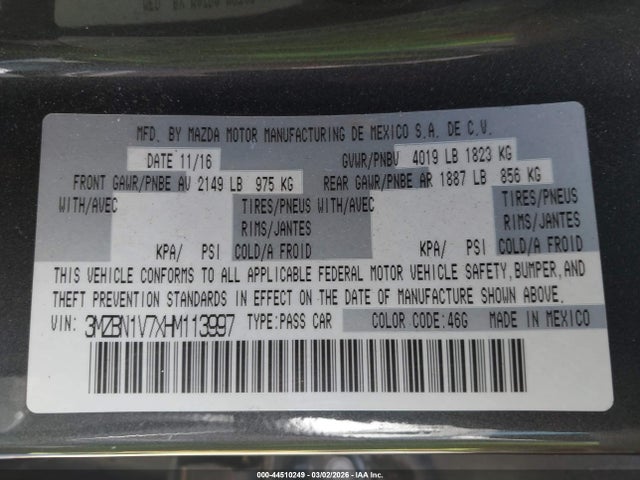 MFD. BY MAZDA MOTOR MANUFACTURING DE MEXICO S.A. DE C.V.
DATE 11/16 GVWR/PNBV 4019 LB 1823 KG
FRONT GAWR/PNBE AV 2149 LB 975 KG REAR GAWR/PNBE AR 1887 LB 856 KG
WITH/AVEC TIRES/PNEUS WITH/AVEC TIRES/PNEUS
RIMS/JANTES RIMS/JANTES
KPA/ PSI COLD/A FROID KPA/ PSI COLD/A FROID
THIS VEHICLE CONFORMS TO ALL APPLICABLE FEDERAL MOTOR VEHICLE SAFETY, BUMPER, AND
THEFT PREVENTION STANDARDS IN EFFECT ON THE DATE OF MANUFACTURE SHOWN ABOVE.
VIN: 3MZBN1V7XHM113997 TYPE:PASS CAR COLOR CODE:46G MADE IN MEXICO
000-44510249 | 03/02/2026 | IAA Inc.